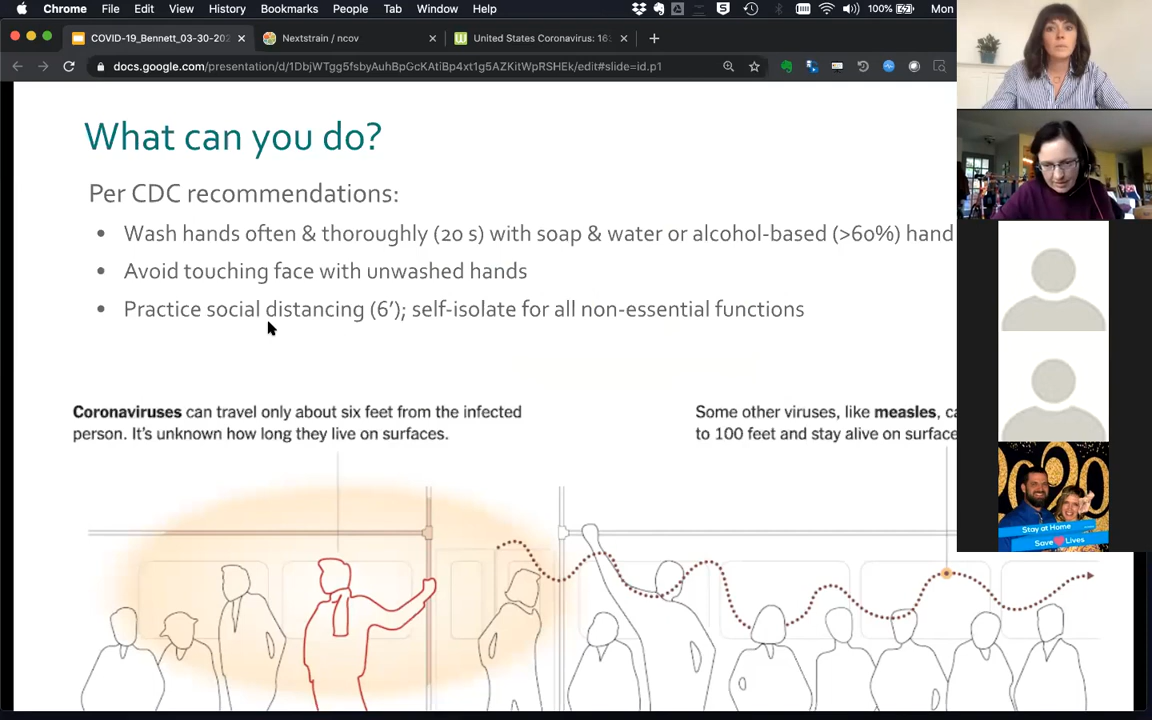 Chrome File Edit View History Bookmarks People Tab Window Help 100% Mon
COVID-19_Bennett_03-30-202 Nextstrain / ncov United States Coronavirus: 16
docs.google.com/presentation/d/1DbjWTgg5fsbyAuhBpGcKAtiBp4xt1g5AZKitWpRSHEk/edit#slide=id.p1
What can you do?
Per CDC recommendations:
• Wash hands often & thoroughly (20 s) with soap & water or alcohol-based (>60%) hand
• Avoid touching face with unwashed hands
• Practice social distancing (6’); self-isolate for all non-essential functions
Coronaviruses can travel only about six feet from the infected
person. It's unknown how long they live on surfaces.
Some other viruses, like measles, ca
to 100 feet and stay alive on surface
2020
Stay at Home
Save Lives